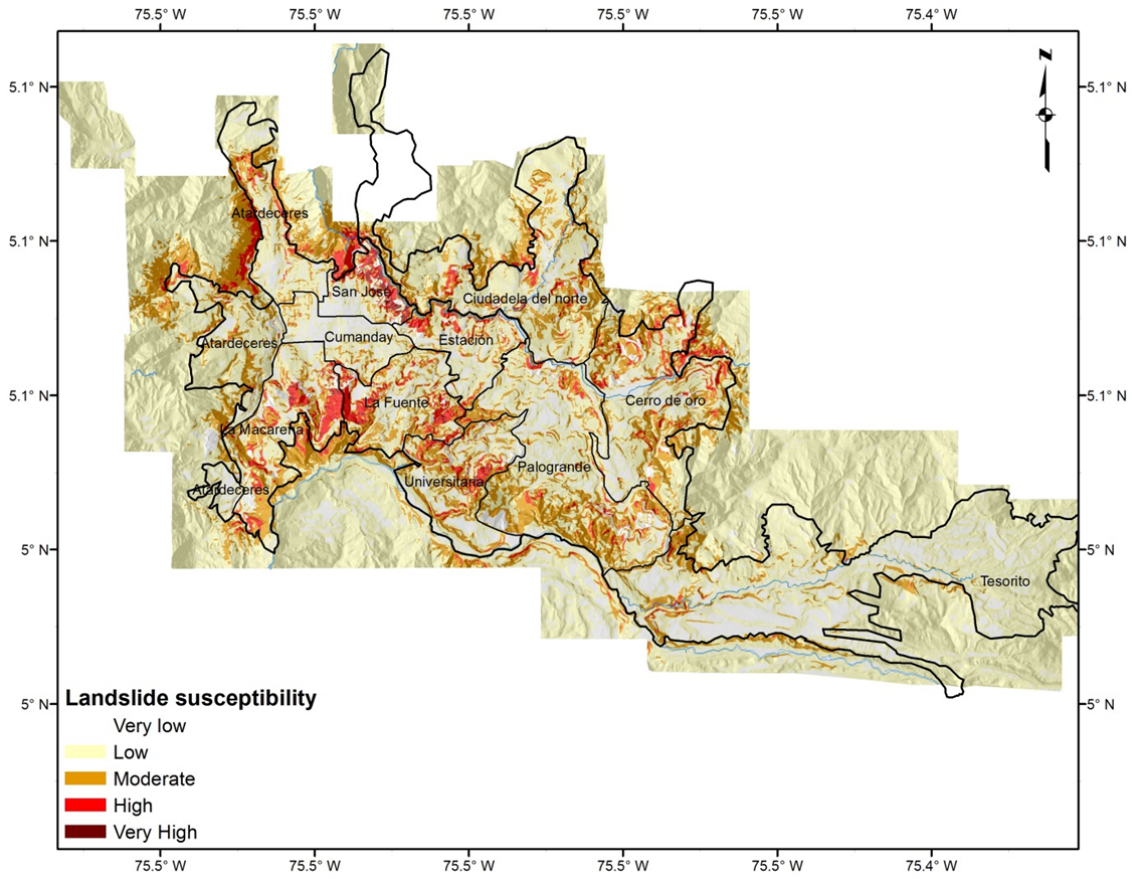 75.5° W 75.5° W 75.5° W 75.5° W 75.5° W 75.4° W
N
5.1° N 5.1° N
Atardeceres
5.1° N 5.1° N
San José
Ciudadela del norte
Atardeceres
Cumanday
Estación
5.1° N 5.1° N
La Fuente
Cerro de oro
La Macarena
Palogrande
Universitaria
Atardeceres
5° N 5° N
Tesorito
5° N 5° N
Landslide susceptibility
Very low
Low
Moderate
High
Very High
75.5° W 75.5° W 75.5° W 75.5° W 75.5° W 75.4° W